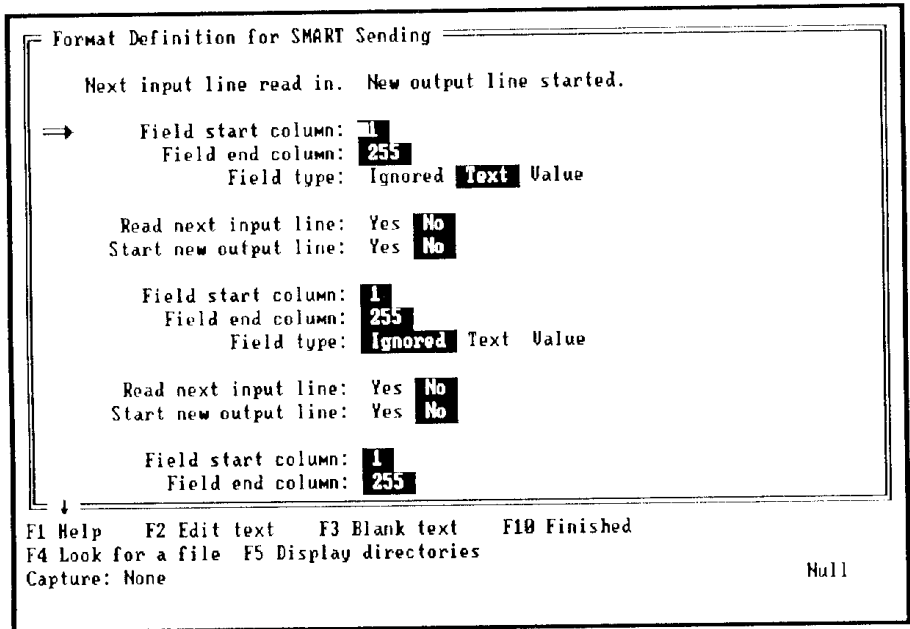 Format Definition for SMART Sending
Next input line read in.  New output line started.
Field start column: 1
Field end column: 255
Field type: Ignored Text Value
Read next input line: Yes No
Start new output line: Yes No
Field start column: 1
Field end column: 255
Field type: Ignored Text Value
Read next input line: Yes No
Start new output line: Yes No
Field start column: 1
Field end column: 255
F1 Help F2 Edit text F3 Blank text F10 Finished
F4 Look for a file F5 Display directories
Capture: None Null